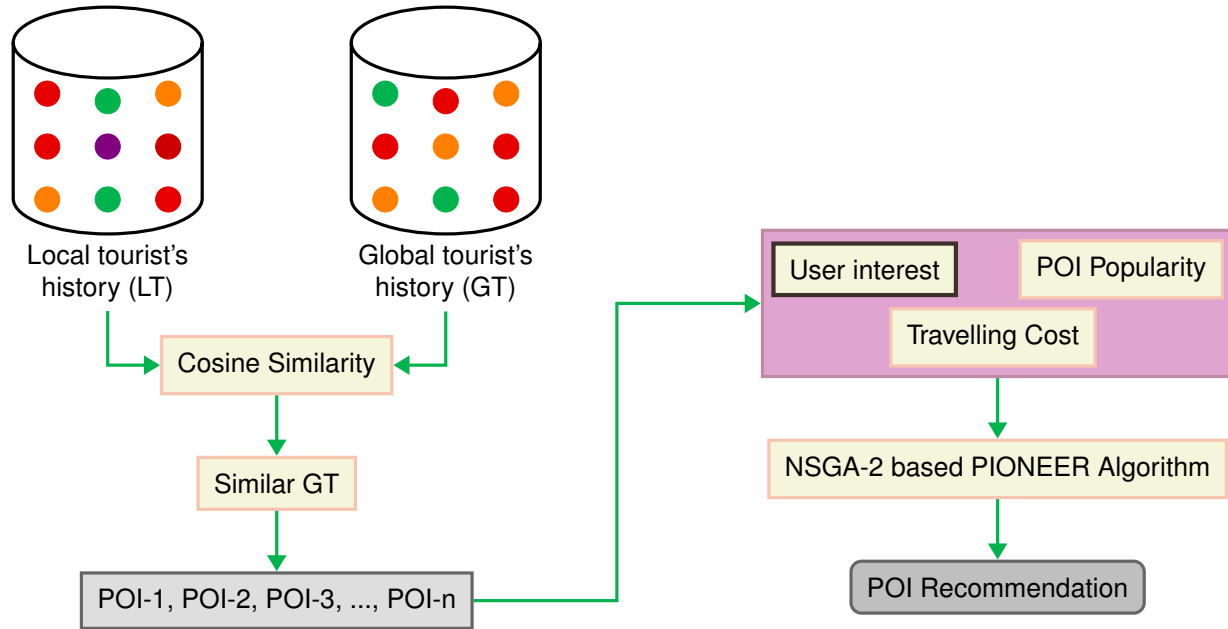 Local tourist's
history (LT)
Global tourist's
history (GT)
Cosine Similarity
Similar GT
POI-1, POI-2, POI-3, ..., POI-n
User interest
POI Popularity
Travelling Cost
NSGA-2 based PIONEER Algorithm
POI Recommendation